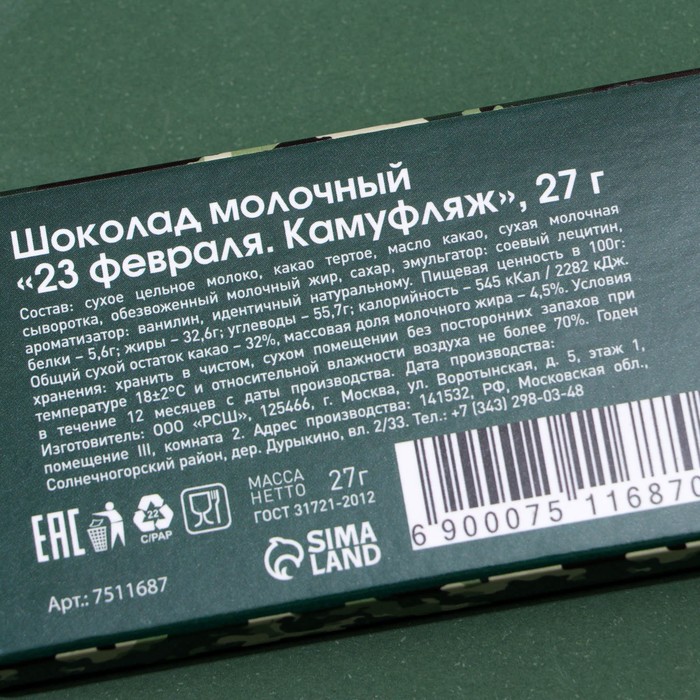 Шоколад молочный
«23 февраля. Камуфляж», 27 г
Состав: сухое цельное молоко, какао тертое, масло какао, сухая молочная
сыворотка, обезвоженный молочный жир, сахар, эмульгатор: соевый лецитин,
ароматизатор: ванилин, идентичный натуральному. Пищевая ценность в 100г:
белки – 5,6г; жиры – 32,6г; углеводы – 55,7г; калорийность – 545 кКал / 2282 кДж.
Общий сухой остаток какао – 32%, массовая доля молочного жира – 4,5%. Условия
хранения: хранить в чистом, сухом помещении без посторонних запахов при
температуре 18±2°С и относительной влажности воздуха не более 70%. Годен
в течение 12 месяцев с даты производства. Дата производства:
Изготовитель: ООО «РСШ», 125466, г. Москва, ул. Воротынская, д. 5, этаж 1,
помещение III, комната 2. Адрес производства: 141532, РФ, Московская обл.,
Солнечногорский район, дер. Дурыкино, вл. 2/33. Тел.: +7 (343) 298-03-48
EAC
22
C/PAP
МАССА
НЕТТО 27г
ГОСТ 31721-2012
SIMA
LAND
6 900075 116870
Арт.: 7511687